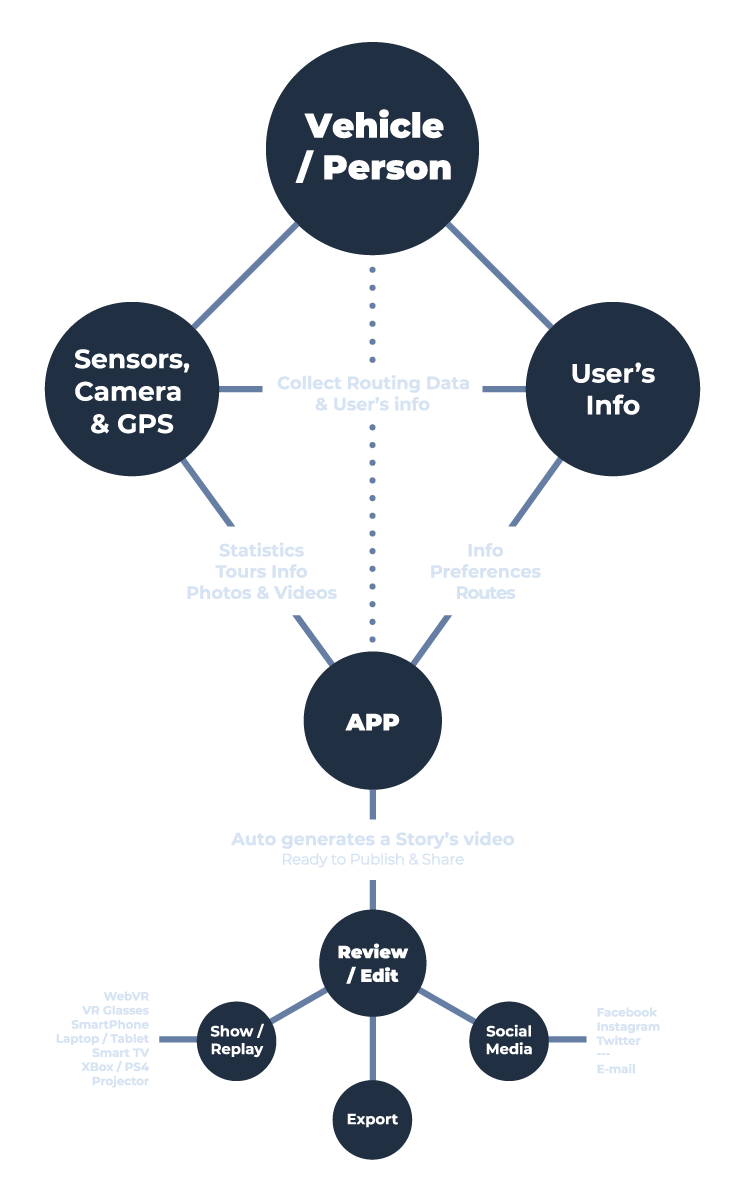 Vehicle
/ Person
Sensors,
Camera
& GPS
Collect Routing Data
& User’s info
User’s
Info
Statistics
Tours Info
Photos & Videos
Info
Preferences
Routes
APP
Auto generates a Story’s video
Ready to Publish & Share
Review
/ Edit
WebVR
VR Glasses
SmartPhone
Laptop / Tablet
Smart TV
XBox / PS4
Projector
Show /
Replay
Social
Media
Facebook
Instagram
Twitter
---
E-mail
Export